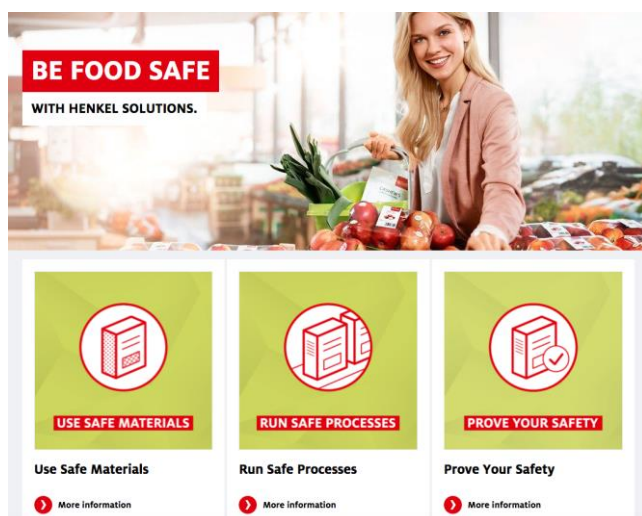 BE FOOD SAFE
WITH HENKEL SOLUTIONS.
USE SAFE MATERIALS
RUN SAFE PROCESSES
PROVE YOUR SAFETY
Use Safe Materials
Run Safe Processes
Prove Your Safety
More information
More information
More information